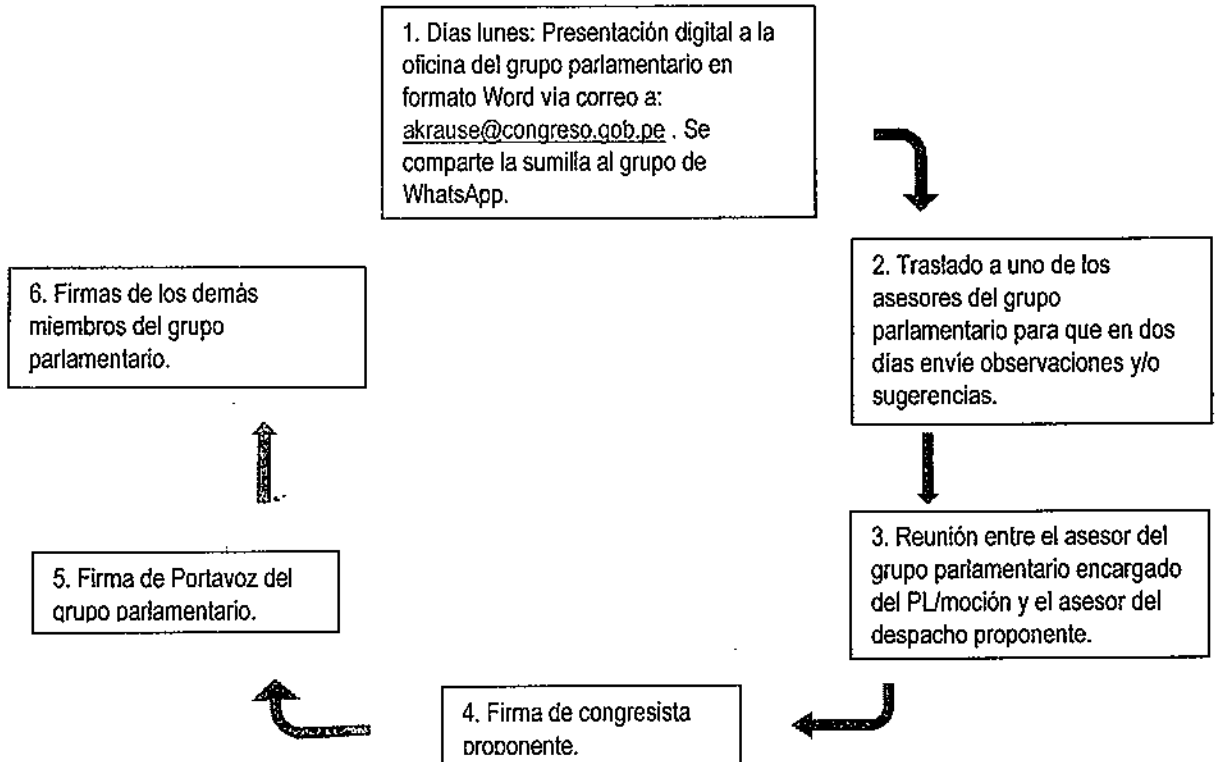 1. Días lunes: Presentación digital a la
oficina del grupo parlamentario en
formato Word via correo a:
akrause@congreso.gob.pe . Se
comparte la sumilla al grupo de
WhatsApp.
2. Traslado a uno de los
asesores del grupo
parlamentario para que en dos
días envíe observaciones y/o
sugerencias.
3. Reunión entre el asesor del
grupo parlamentario encargado
del PL/moción y el asesor del
despacho proponente.
4. Firma de congresista
proponente.
5. Firma de Portavoz del
grupo parlamentario.
6. Firmas de los demás
miembros del grupo
parlamentario.